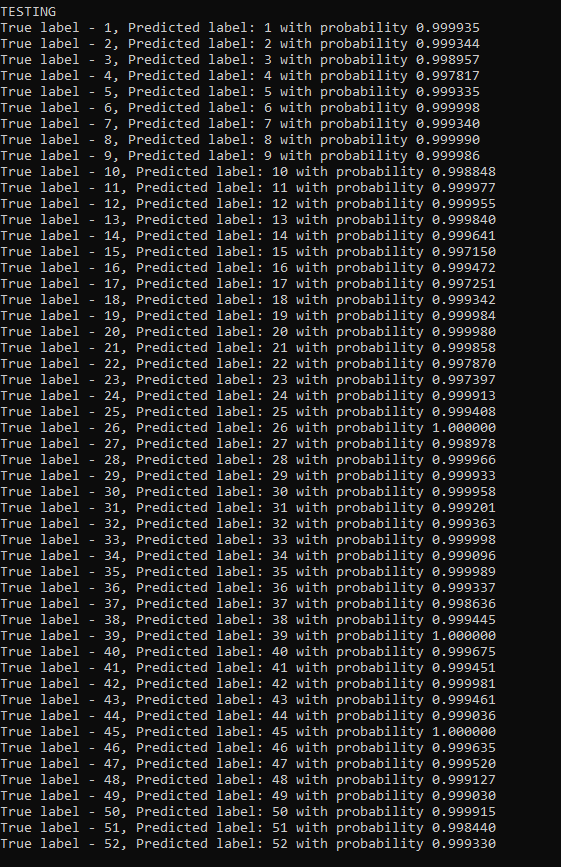 TESTING
True label - 1, Predicted label: 1 with probability 0.999935
True label - 2, Predicted label: 2 with probability 0.999344
True label - 3, Predicted label: 3 with probability 0.998957
True label - 4, Predicted label: 4 with probability 0.997817
True label - 5, Predicted label: 5 with probability 0.999335
True label - 6, Predicted label: 6 with probability 0.999998
True label - 7, Predicted label: 7 with probability 0.999340
True label - 8, Predicted label: 8 with probability 0.999990
True label - 9, Predicted label: 9 with probability 0.999986
True label - 10, Predicted label: 10 with probability 0.998848
True label - 11, Predicted label: 11 with probability 0.999977
True label - 12, Predicted label: 12 with probability 0.999955
True label - 13, Predicted label: 13 with probability 0.999840
True label - 14, Predicted label: 14 with probability 0.999641
True label - 15, Predicted label: 15 with probability 0.997150
True label - 16, Predicted label: 16 with probability 0.999472
True label - 17, Predicted label: 17 with probability 0.997251
True label - 18, Predicted label: 18 with probability 0.999342
True label - 19, Predicted label: 19 with probability 0.999984
True label - 20, Predicted label: 20 with probability 0.999980
True label - 21, Predicted label: 21 with probability 0.999858
True label - 22, Predicted label: 22 with probability 0.997870
True label - 23, Predicted label: 23 with probability 0.997397
True label - 24, Predicted label: 24 with probability 0.999913
True label - 25, Predicted label: 25 with probability 0.999408
True label - 26, Predicted label: 26 with probability 1.000000
True label - 27, Predicted label: 27 with probability 0.998978
True label - 28, Predicted label: 28 with probability 0.999966
True label - 29, Predicted label: 29 with probability 0.999933
True label - 30, Predicted label: 30 with probability 0.999958
True label - 31, Predicted label: 31 with probability 0.999201
True label - 32, Predicted label: 32 with probability 0.999363
True label - 33, Predicted label: 33 with probability 0.999998
True label - 34, Predicted label: 34 with probability 0.999096
True label - 35, Predicted label: 35 with probability 0.999989
True label - 36, Predicted label: 36 with probability 0.999337
True label - 37, Predicted label: 37 with probability 0.998636
True label - 38, Predicted label: 38 with probability 0.999445
True label - 39, Predicted label: 39 with probability 1.000000
True label - 40, Predicted label: 40 with probability 0.999675
True label - 41, Predicted label: 41 with probability 0.999451
True label - 42, Predicted label: 42 with probability 0.999981
True label - 43, Predicted label: 43 with probability 0.999461
True label - 44, Predicted label: 44 with probability 0.999036
True label - 45, Predicted label: 45 with probability 1.000000
True label - 46, Predicted label: 46 with probability 0.999635
True label - 47, Predicted label: 47 with probability 0.999520
True label - 48, Predicted label: 48 with probability 0.999127
True label - 49, Predicted label: 49 with probability 0.999030
True label - 50, Predicted label: 50 with probability 0.999915
True label - 51, Predicted label: 51 with probability 0.998440
True label - 52, Predicted label: 52 with probability 0.999330